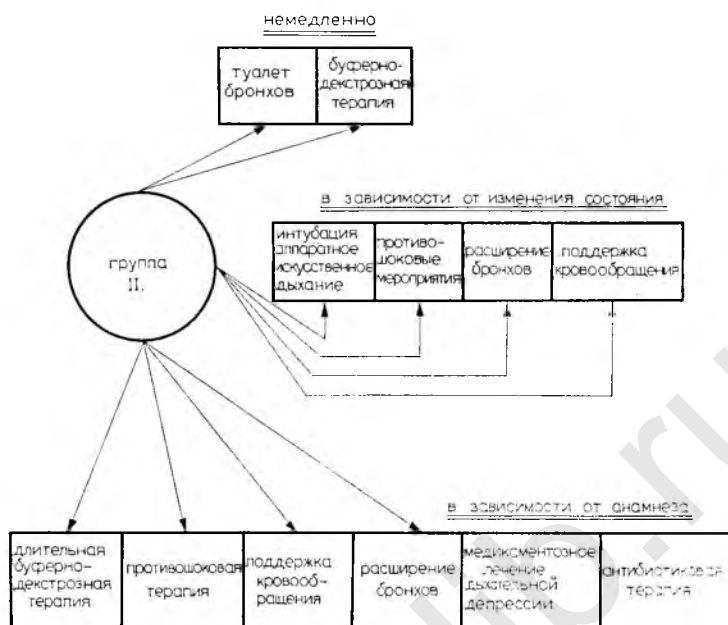 немедленно
туалет
бронхов
буферно-
декстрозная
терапия
в зависимости от изменения состояния
интубация
аппаратное
искусственное
дыхание
противо-
шоковые
мероприятия
расширение
бронхов
поддержка
кровообращения
группа
II.
в зависимости от анамнеза
длительная
буферно-
декстрозная
терапия
противошоковая
терапия
поддержка
кровооб-
ращения
расширение
бронхов
медикаментозное
лечение
дыхательной
депрессии
антибиотиковая
терапия